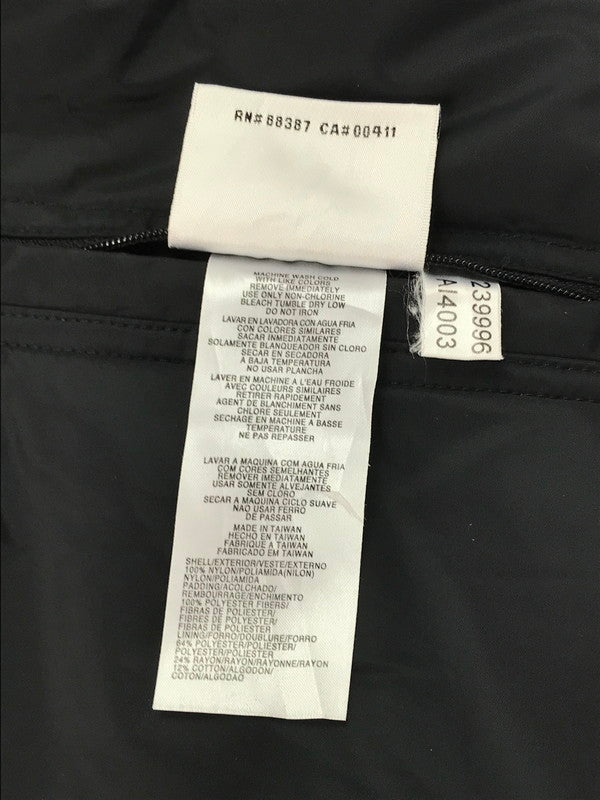 RN# 88387 CA# 00411
MACHINE WASH COLD
WITH LIKE COLORS
REMOVE IMMEDIATELY
USE ONLY NON-CHLORINE
BLEACH TUMBLE DRY LOW
DO NOT IRON
LAVAR EN LAVADORA CON AGUA FRIA
CON COLORES SIMILARES
SACAR INMEDIATAMENTE
SOLAMENTE BLANQUEADOR SIN CLORO
SECAR EN SECADORA
A BAJA TEMPERATURA
NO USAR PLANCHA
LAVER EN MACHINE A L'EAU FROIDE
AVEC COULEURS SIMILAIRES
RETIRER RAPIDEMENT
AGENT DE BLANCHIMENT SANS
CHLORE SEULEMENT
SECHAGE EN MACHINE A BASSE
TEMPERATURE
NE PAS REPASSER
LAVAR A MAQUINA COM AGUA FRIA
COM CORES SEMELHANTES
REMOVER IMEDIATAMENTE
USAR SOMENTE ALVEJANTES
SEM CLORO
SECAR A MAQUINA CICLO SUAVE
NAO USAR FERRO
DE PASSAR
MADE IN TAIWAN
HECHO EN TAIWAN
FABRIQUE A TAIWAN
FABRICADO EM TAIWAN
SHELL/EXTERIOR/VESTE/EXTERNO
100% NYLON/POLIAMIDA(NILON)
NYLON/POLIAMIDA
PADDING/ACOLCHADO/
REMBOURRAGE/ENCHIMENTO
100% POLYESTER FIBERS/
FIBRAS DE POLIESTER/
FIBRES DE POLYESTER/
FIBRAS DE POLIESTER
LINING/FORRO/DOUBLURE/FORRO
64% POLYESTER/POLIESTER/
POLYESTER/POLIESTER
24% RAYON/RAYON/RAYONNE/RAYON
12% COTTON/ALGODON/
COTON/ALGODAO
239996
A|4003